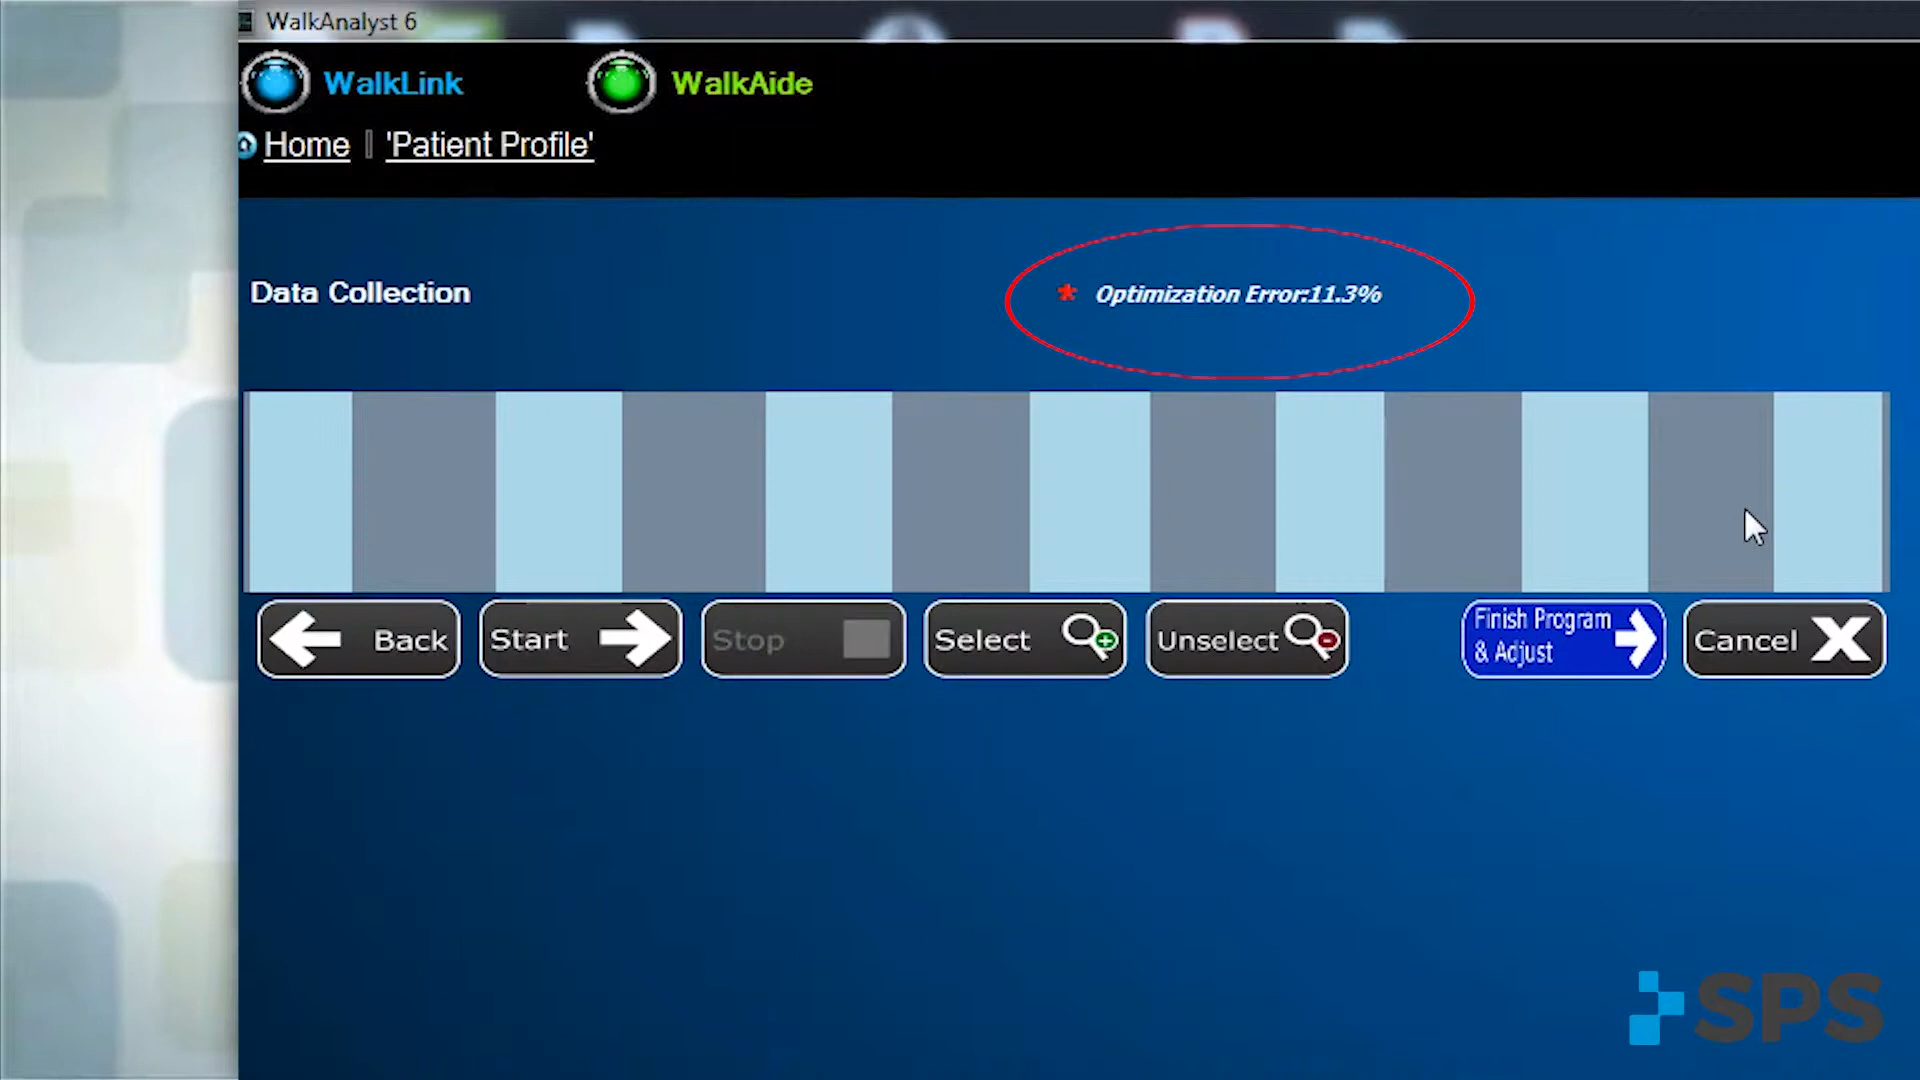 WalkAnalyst 6
WalkLink
WalkAide
Home | 'Patient Profile'
Data Collection
* Optimization Error:11.3%
Back
Start
Stop
Select
Unselect
Finish Program
& Adjust
Cancel X
SPS